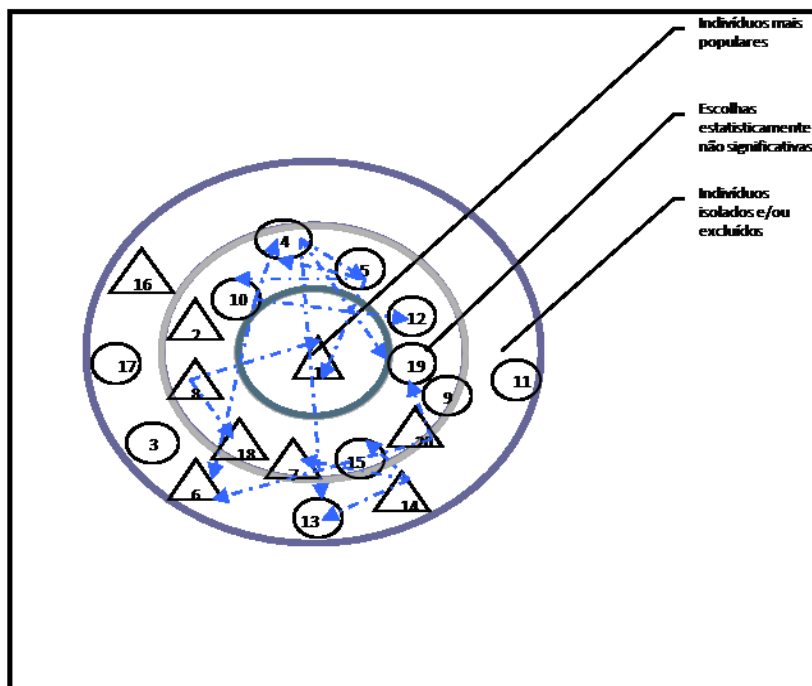 Indivíduos mais
populares
Escolhas
estatisticamente
não significativas
Indivíduos
isolados e/ou
excluídos
4
5
16
10
12
2
1
19
17
11
8
9
20
18
3
15
7
6
14
13